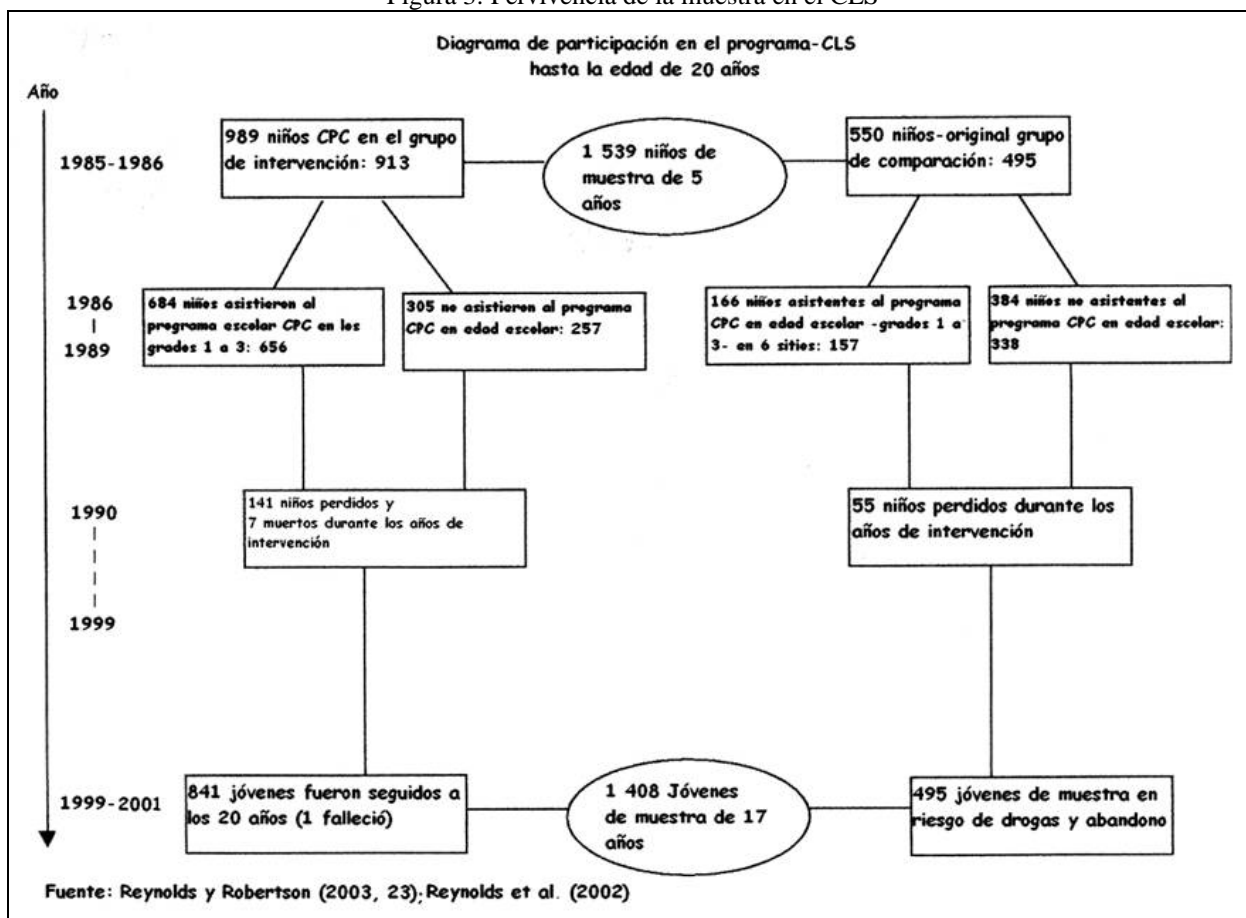 Figura 3. Pervivencia de la muestra en el CLS
Diagrama de participación en el programa-CLS
hasta la edad de 20 años
Año
1985-1986
989 niños CPC en el grupo
de intervención: 913
1 539 niños de
muestra de 5
años
550 niños-original grupo
de comparación: 495
1986
1989
684 niños asistieron al
programa escolar CPC en los
grados 1 a 3: 656
305 no asistieron al programa
CPC en edad escolar: 257
166 niños asistentes al programa
CPC en edad escolar -grados 1 a
3- en 6 sities: 157
384 niños no asistentes al
programa CPC en edad escolar:
338
1990
1999
141 niños perdidos y
7 muertos durante los años de
intervención
55 niños perdidos durante los
años de intervención
1999-2001
841 jóvenes fueron seguidos a
los 20 años (1 falleció)
1 408 Jóvenes
de muestra de 17
años
495 jóvenes de muestra en
riesgo de drogas y abandono
Fuente: Reynolds y Robertson (2003, 23); Reynolds et al. (2002)